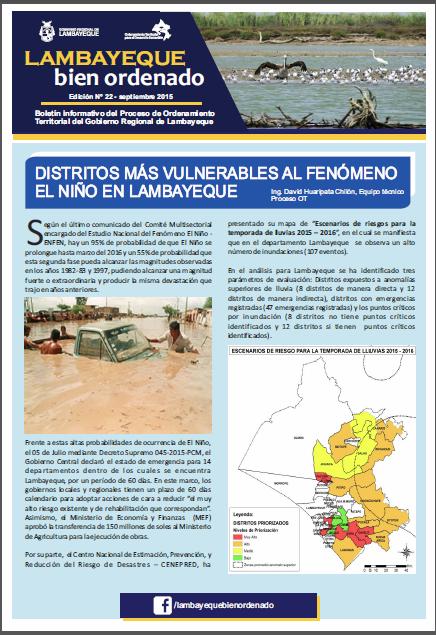 GOBIERNO REGIONAL
LAMBAYEQUE
LAMBAYEQUE
bien ordenado
Edición Nº 22 - septiembre 2015
Boletín Informativo del Proceso de Ordenamiento
Territorial del Gobierno Regional de Lambayeque
DISTRITOS MÁS VULNERABLES AL FENÓMENO
EL NIÑO EN LAMBAYEQUE
Ing. David Huaripata Chilón, Equipo técnico
Proceso OT
Según el último comunicado del Comité Multisectorial
encargado del Estudio Nacional del Fenómeno El Niño -
ENFEN, hay un 95% de probabilidad de que El Niño se
prolongue hasta marzo del 2016 y un 55% de probabilidad que
esta segunda fase pueda alcanzar las magnitudes observadas
en los años 1982-83 y 1997, pudiendo alcanzar una magnitud
fuerte o extraordinaria y producir la misma devastación que
trajo en años anteriores.
Frente a estas altas probabilidades de ocurrencia de El Niño,
el 05 de Julio mediante Decreto Supremo 045-2015-PCM, el
Gobierno Central declaró el estado de emergencia para 14
departamentos dentro de los cuales se encuentra
Lambayeque, por un período de 60 días. En este marco, los
gobiernos locales y regionales tienen un plazo de 60 días
calendario para adoptar acciones de cara a reducir "el muy
alto riesgo existente y de rehabilitación que correspondan".
Asimismo, el Ministerio de Economía y Finanzas (MEF)
aprobó la transferencia de 150 millones de soles al Ministerio
de Agricultura para la ejecución de obras.
Por su parte, el Centro Nacional de Estimación, Prevención, y
Reducción del Riesgo de Desastres – CENEPRED, ha
presentado su mapa de "Escenarios de riesgos para la
temporada de lluvias 2015 – 2016", en el cual se manifiesta
que en el departamento Lambayeque se observa un alto
número de inundaciones (107 eventos).
En el análisis para Lambayeque se ha identificado tres
parámetros de evaluación: Distritos expuestos a anomalías
superiores de lluvia (8 distritos de manera directa y 12
distritos de manera indirecta), distritos con emergencias
registradas (47 emergencias registradas) y los puntos críticos
por inundación (8 distritos no tiene puntos críticos
identificados y 12 distritos si tienen puntos críticos
identificados).
ESCENARIOS DE RIESGO PARA LA TEMPORADA DE LLUVIAS 2015 - 2016
OLMOS
MORROPE
Leyenda:
DISTRITOS PRIORIZADOS
Niveles de Priorización
Muy Alto
Alto
Medio
Bajo
/lambayequebienordenado